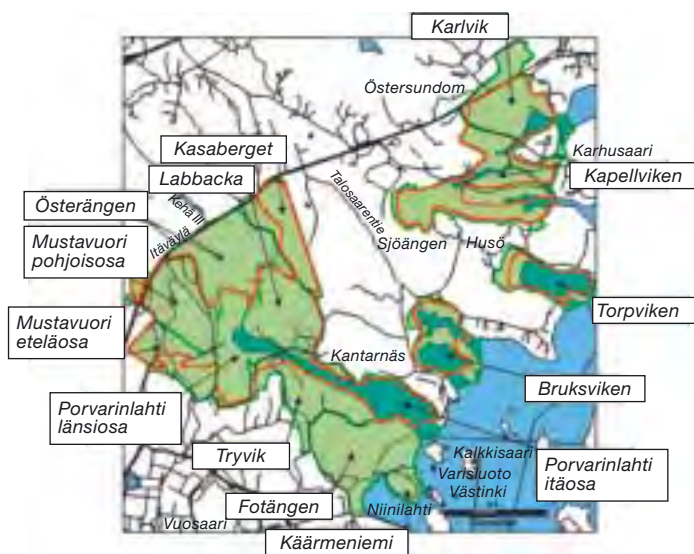 Karlvik
Östersundom
Kasaberget
Karhusaari
Labbacka
Kapellviken
Österängen
Kehä III
Talosaarentie
Itäväylä
Sjöängen
Husö
Mustavuori
pohjoisosa
Torpviken
Mustavuori
eteläosa
Kantarnäs
Bruksviken
Porvarinlahti
länsiosa
Tryvik
Kalkkisaari
Varisluoto
Västinki
Porvarinlahti
itäosa
Fotängen
Niinilahti
Vuosaari
Käärmeniemi